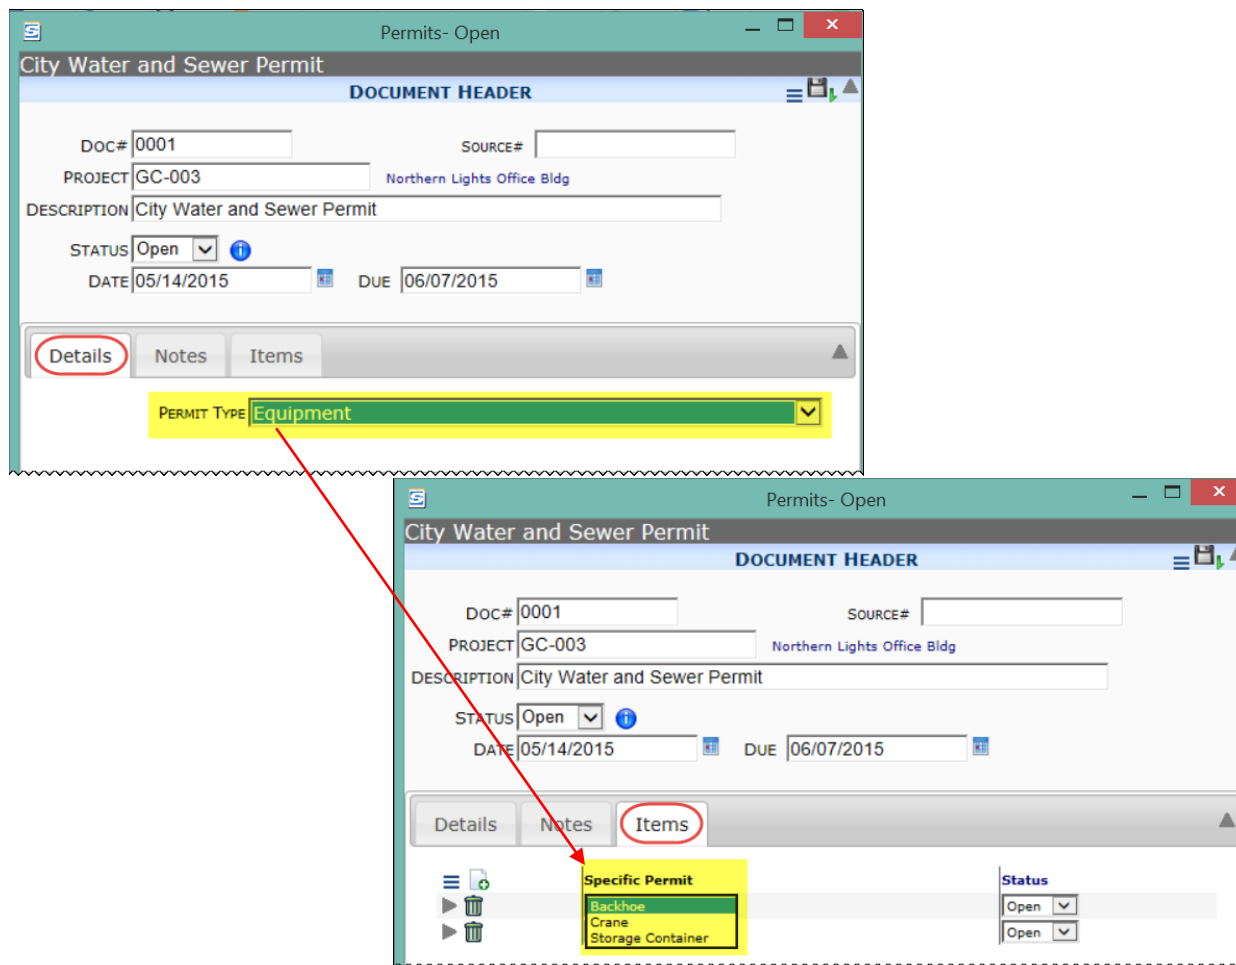 Permits- Open
City Water and Sewer Permit
DOCUMENT HEADER
DOC# 0001 SOURCE#
PROJECT GC-003 Northern Lights Office Bldg
DESCRIPTION City Water and Sewer Permit
STATUS Open
DATE 05/14/2015 DUE 06/07/2015
Details Notes Items
PERMIT TYPE Equipment
Permits- Open
City Water and Sewer Permit
DOCUMENT HEADER
DOC# 0001 SOURCE#
PROJECT GC-003 Northern Lights Office Bldg
DESCRIPTION City Water and Sewer Permit
STATUS Open
DATE 05/14/2015 DUE 06/07/2015
Details Notes Items
Specific Permit Status
Backhoe Open
Crane
Storage Container Open